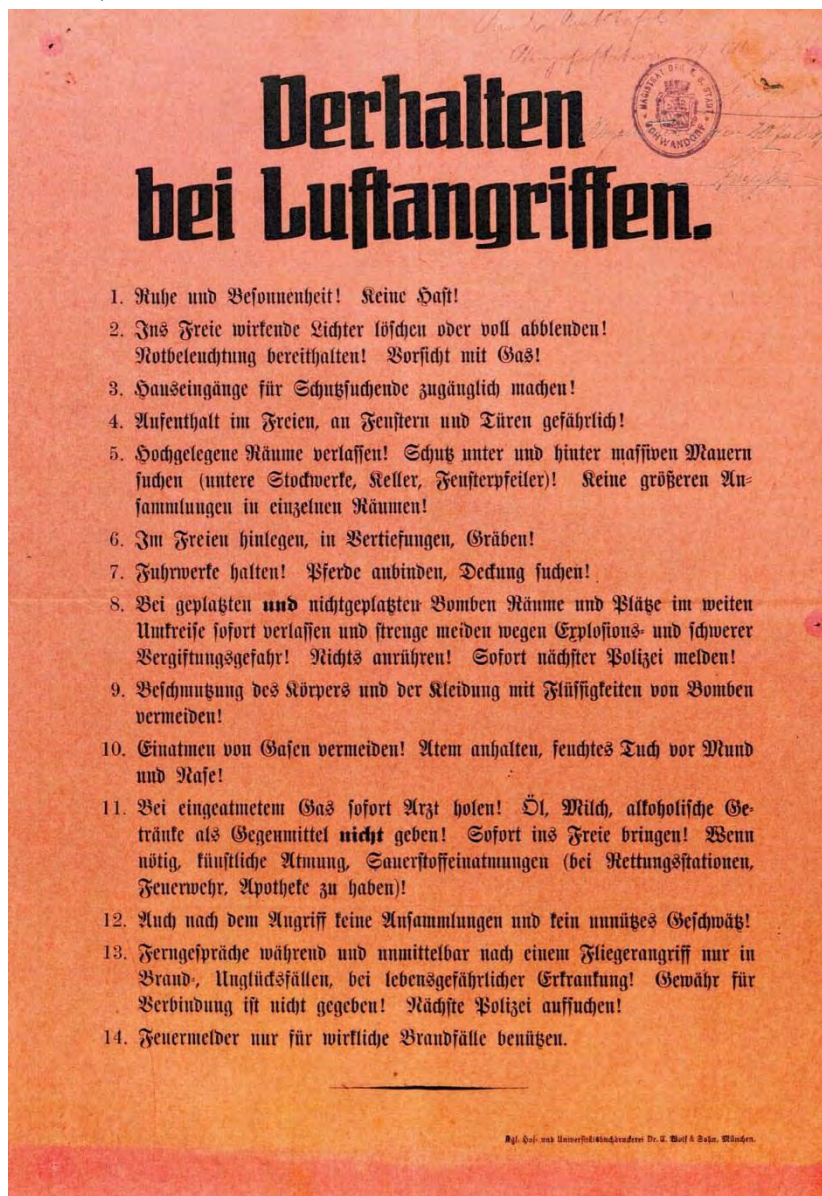 An der Amtstafel
Verhalten
bei Luftangriffen.
MAGISTRAT DER K. B. STADT
SCHWANDORF
1. Ruhe und Besonnenheit! Keine Hast!
2. Ins Freie wirkende Lichter löschen oder voll abblenden!
Notbeleuchtung bereithalten! Vorsicht mit Gas!
3. Hauseingänge für Schutzsuchende zugänglich machen!
4. Aufenthalt im Freien, an Fenstern und Türen gefährlich!
5. Hochgelegene Räume verlassen! Schutz unter und hinter massiven Mauern
suchen (untere Stockwerke, Keller, Fensterpfeiler)! Keine größeren An-
sammlungen in einzelnen Räumen!
6. Im Freien hinlegen, in Vertiefungen, Gräben!
7. Fuhrwerke halten! Pferde anbinden, Deckung suchen!
8. Bei geplatzten und nichtgeplatzten Bomben Räume und Plätze im weiten
Umkreise sofort verlassen und strenge meiden wegen Explosions- und schwerer
Vergiftungsgefahr! Nichts anrühren! Sofort nächster Polizei melden!
9. Beschmutzung des Körpers und der Kleidung mit Flüssigkeiten von Bomben
vermeiden!
10. Einatmen von Gasen vermeiden! Atem anhalten, feuchtes Tuch vor Mund
und Nase!
11. Bei eingeatmetem Gas sofort Arzt holen! Öl, Milch, alkoholische Ge-
tränke als Gegenmittel nicht geben! Sofort ins Freie bringen! Wenn
nötig, künstliche Atmung, Sauerstoffeinatmungen (bei Rettungsstationen,
Feuerwehr, Apotheke zu haben)!
12. Auch nach dem Angriff keine Ansammlungen und kein unnützes Geschwätz!
13. Ferngespräche während und unmittelbar nach einem Fliegerangriff nur in
Brand-, Unglücksfällen, bei lebensgefährlicher Erkrankung! Gewähr für
Verbindung ist nicht gegeben! Nächste Polizei aufsuchen!
14. Feuermelder nur für wirkliche Brandfälle benützen.
Kgl. Hof- und Universitätsbuchdruckerei Dr. C. Wolf & Sohn, München.